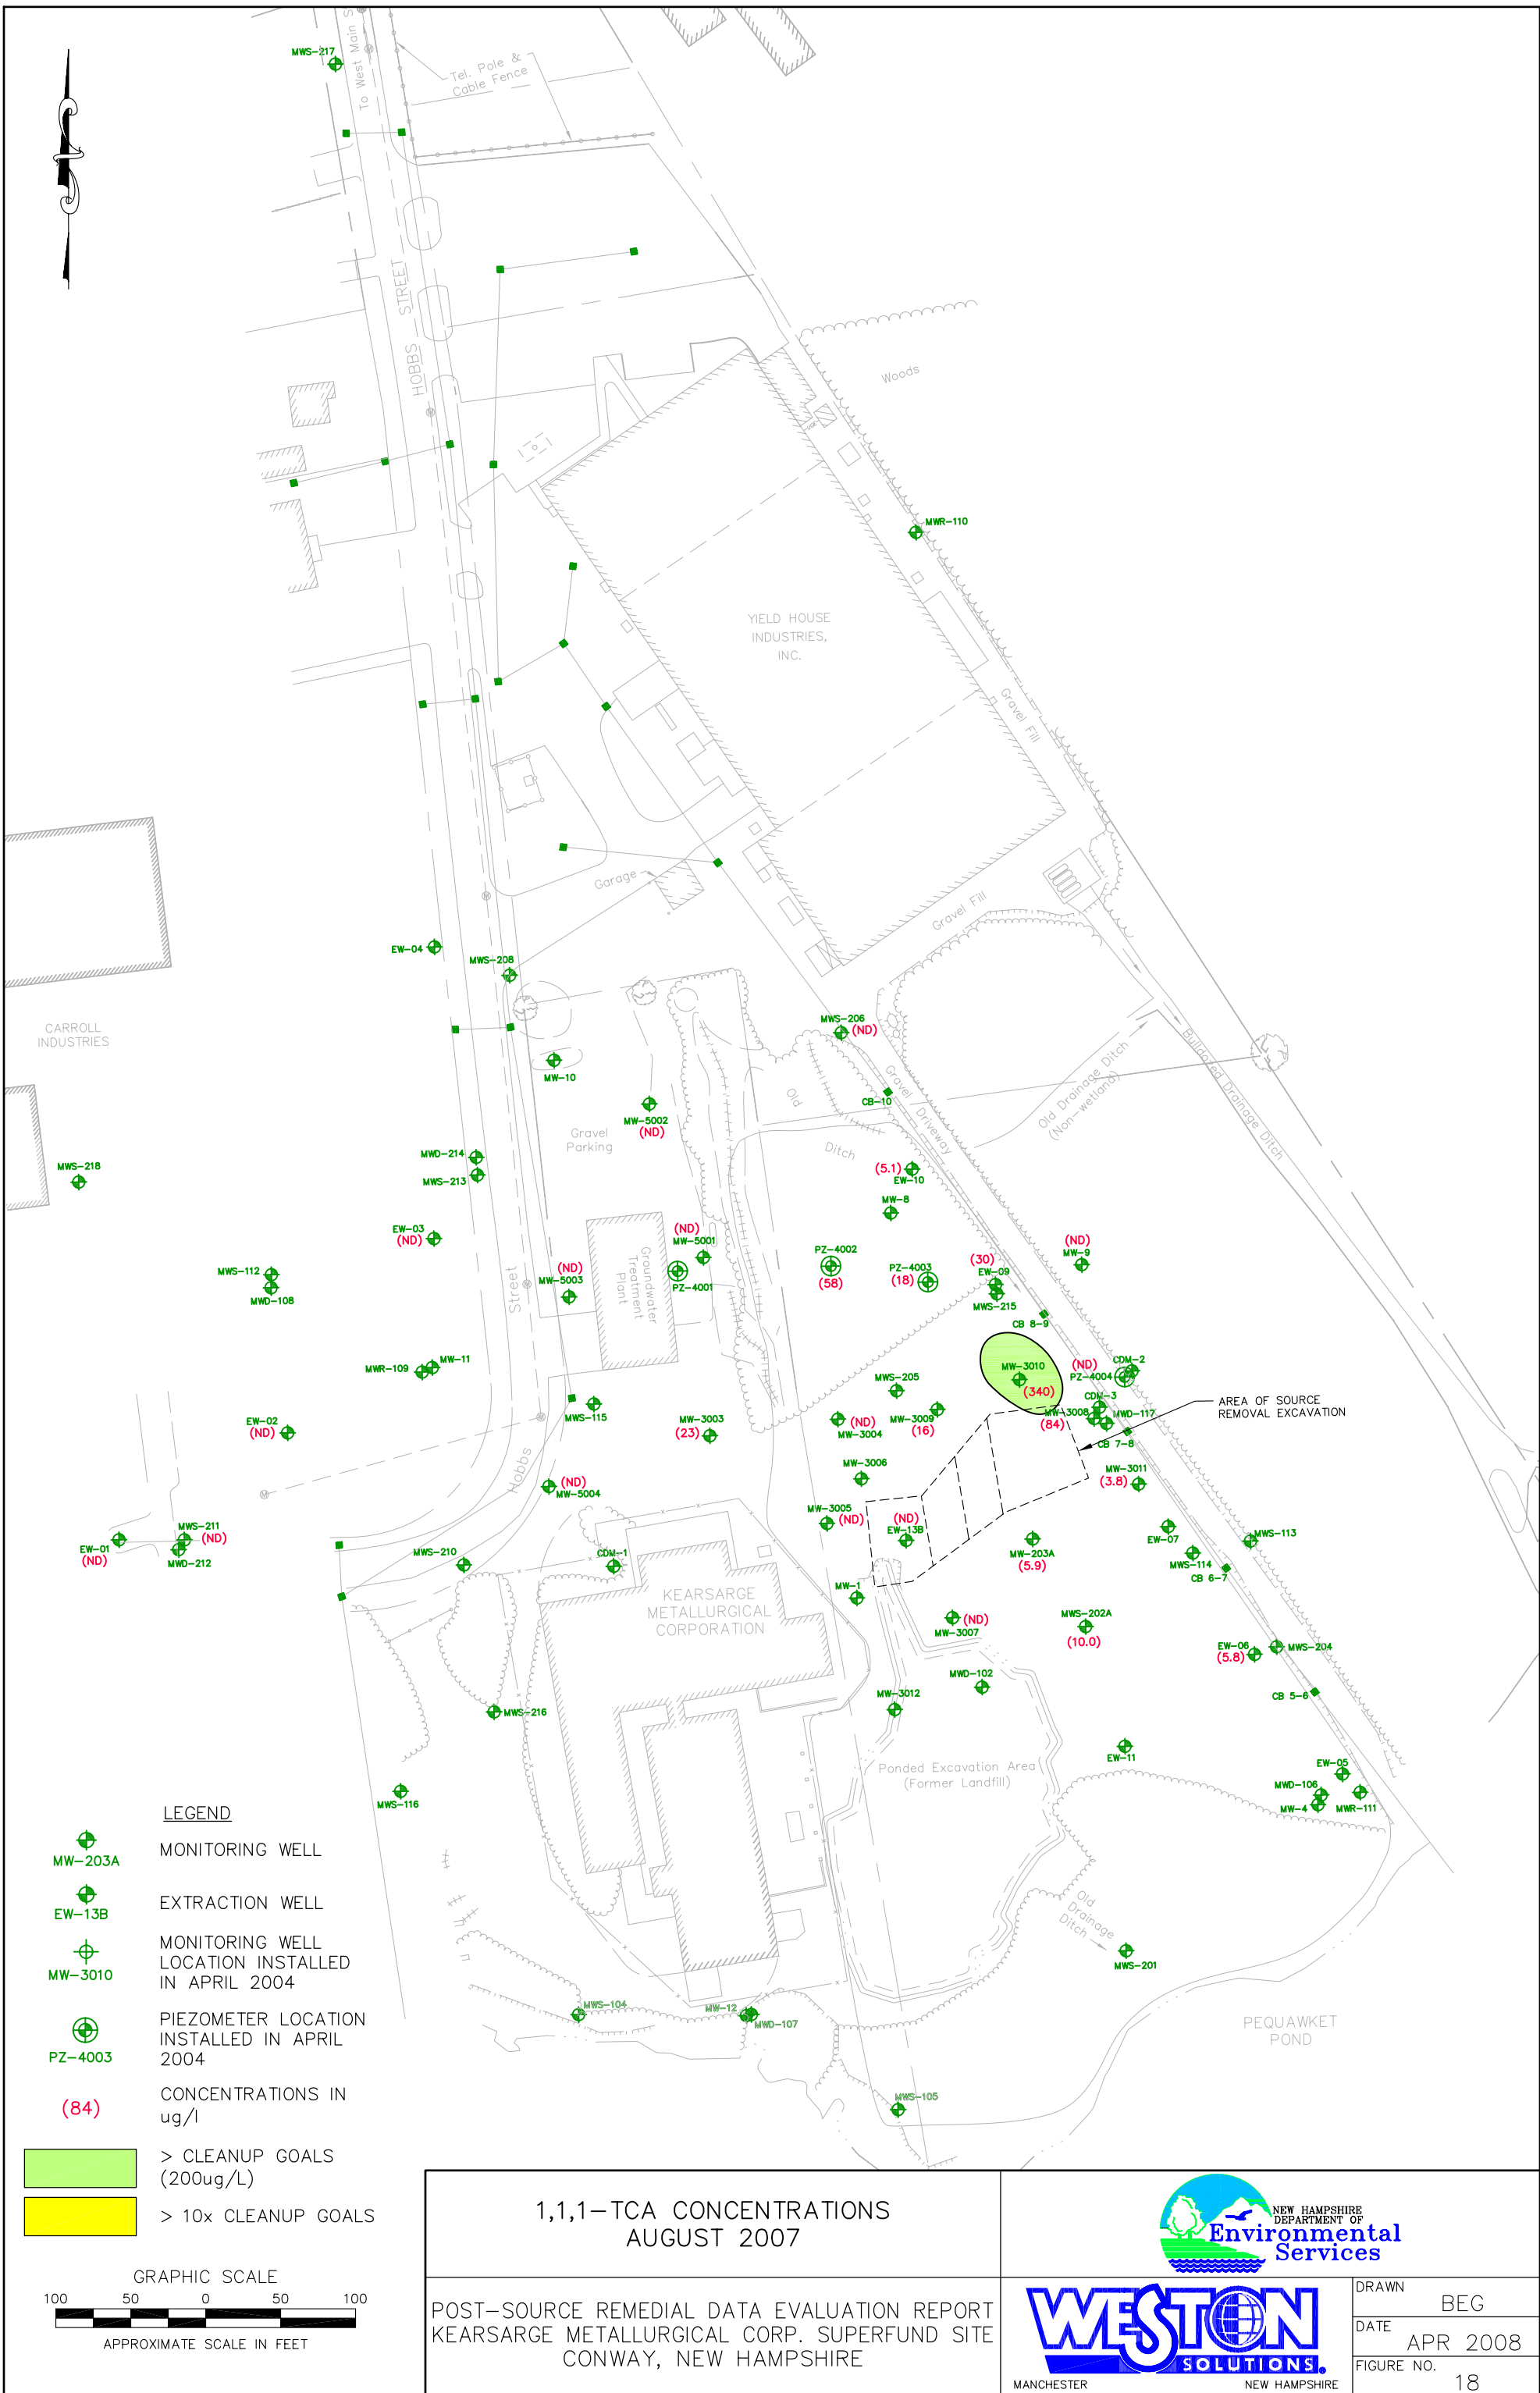 MWS-217
To West Main S
Tel. Pole &
Cable Fence
HOBBS STREET
Woods
MWR-110
YIELD HOUSE
INDUSTRIES,
INC.
Gravel Fill
Garage
Gravel Fill
EW-04
MWS-208
CARROLL
INDUSTRIES
MWS-206
(ND)
MW-10
Old
CB-10
Gravel Driveway
Old Drainage Ditch
(Non-wetland)
Bulldozed Drainage Ditch
MW-5002
(ND)
Gravel
Parking
Ditch
MWD-214
MWS-213
MWS-218
(5.1)
EW-10
MW-8
EW-03
(ND)
(ND)
MW-5001
PZ-4001
Groundwater
Treatment
Plant
PZ-4002
(58)
PZ-4003
(18)
(30)
EW-09
MWS-215
(ND)
MW-9
MWS-112
MWD-108
(ND)
MW-5003
Street
CB 8-9
MWR-109
MW-11
MW-3010
(340)
(ND)
CDM-2
PZ-4004
CDM-3
MW-3008
(84)
MWD-117
CB 7-8
AREA OF SOURCE
REMOVAL EXCAVATION
MWS-205
MW-3009
(16)
(ND)
MW-3004
MWS-115
MW-3003
(23)
EW-02
(ND)
Hobbs
MW-3006
MW-3011
(3.8)
(ND)
MW-5004
MW-3005
(ND)
(ND)
EW-13B
MW-203A
(5.9)
EW-07
MWS-113
MWS-114
CB 6-7
EW-01
(ND)
MWS-211
(ND)
MWD-212
MWS-210
CDM-1
KEARSARGE
METALLURGICAL
CORPORATION
MW-1
MW-3007
(ND)
MWS-202A
(10.0)
EW-06
(5.8)
MWS-204
MWD-102
MW-3012
CB 5-6
MWS-216
EW-11
Ponded Excavation Area
(Former Landfill)
EW-05
MWD-106
MW-4
MWR-111
MWS-116
Old
Drainage
Ditch
MWS-201
MWS-104
MW-12
MWD-107
PEQUAWKET
POND
MWS-105
LEGEND
MW-203A
MONITORING WELL
EW-13B
EXTRACTION WELL
MW-3010
MONITORING WELL
LOCATION INSTALLED
IN APRIL 2004
PZ-4003
PIEZOMETER LOCATION
INSTALLED IN APRIL
2004
(84)
CONCENTRATIONS IN
ug/l
> CLEANUP GOALS
(200ug/L)
> 10x CLEANUP GOALS
GRAPHIC SCALE
100 50 0 50 100
APPROXIMATE SCALE IN FEET
1,1,1-TCA CONCENTRATIONS
AUGUST 2007
POST-SOURCE REMEDIAL DATA EVALUATION REPORT
KEARSARGE METALLURGICAL CORP. SUPERFUND SITE
CONWAY, NEW HAMPSHIRE
NEW HAMPSHIRE
DEPARTMENT OF
Environmental
Services
WESTON
SOLUTIONS®
MANCHESTER NEW HAMPSHIRE
DRAWN
BEG
DATE
APR 2008
FIGURE NO.
18